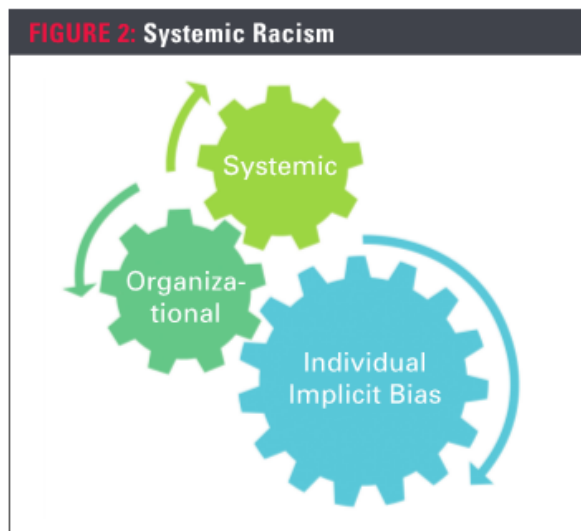 FIGURE 2: Systemic Racism
Systemic
Organiza-
tional
Individual
Implicit Bias